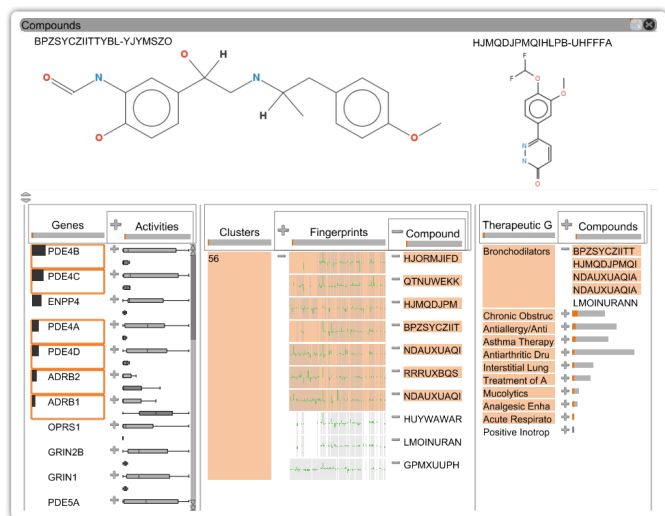 Compounds
BPZSYCZIITTYBL-YJYMSZO
HJMQDJPMQIHLPB-UHFFFA
O
H
N
N
H
O
O
F
F
O
O
N
N
O
Genes
Activities
PDE4B
PDE4C
ENPP4
PDE4A
PDE4D
ADRB2
ADRB1
OPRS1
GRIN2B
GRIN1
PDE5A
Clusters
Fingerprints
Compound
56
HJORMJIFD
QTNUWEKK
HJMQDJPM
BPZSYCZIIT
NDAUXUAQI
RRRUXBQS
NDAUXUAQI
HUYWAWAR
LMOINURAN
GPMXUUPH
Therapeutic G
Compounds
Bronchodilators
BPZSYCZIITT
HJMQDJPMQI
NDAUXUAQIA
NDAUXUAQIA
LMOINURANN
Chronic Obstruc
Antiallergy/Anti
Asthma Therapy
Antiarthritic Dru
Interstitial Lung
Treatment of A
Mucolytics
Analgesic Enha
Acute Respirato
Positive Inotrop